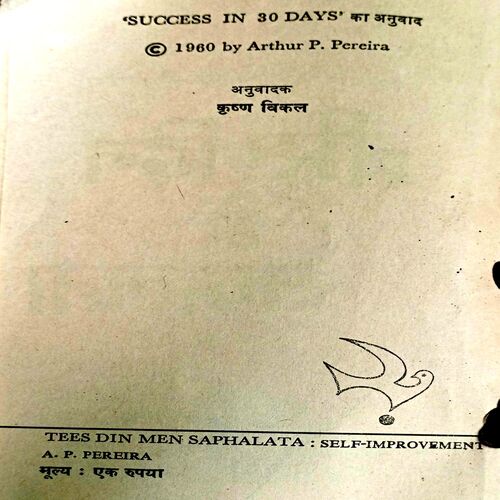 ‘SUCCESS IN 30 DAYS’ का अनुवाद
© 1960 by Arthur P. Pereira
अनुवादक
कृष्ण विकल
TEES DIN MEN SAPHALATA : SELF-IMPROVEMENT
A. P. PEREIRA
मूल्य : एक रुपया